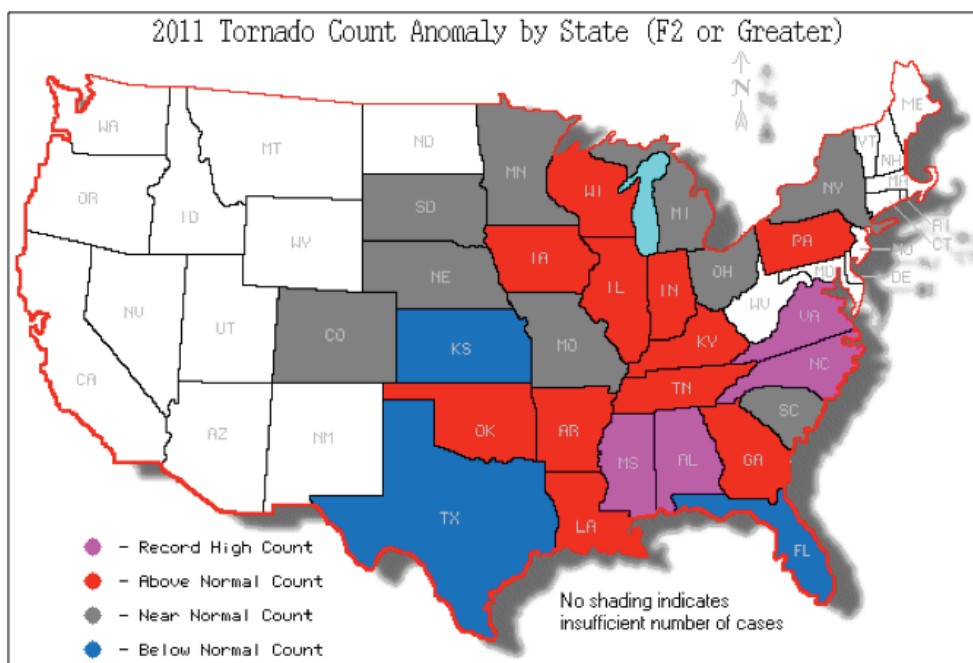 2011 Tornado Count Anomaly by State (F2 or Greater)
N
WA
MT
ND
MN
ME
VT
NH
MA
OR
ID
SD
WI
MI
NY
RI
CT
WY
IA
PA
NJ
NE
OH
MD
DE
NV
UT
IL
IN
WV
CO
KS
MO
KY
VA
CA
NC
TN
AZ
NM
OK
AR
SC
MS
AL
GA
TX
LA
FL
- Record High Count
- Above Normal Count
- Near Normal Count
- Below Normal Count
No shading indicates
insufficient number of cases